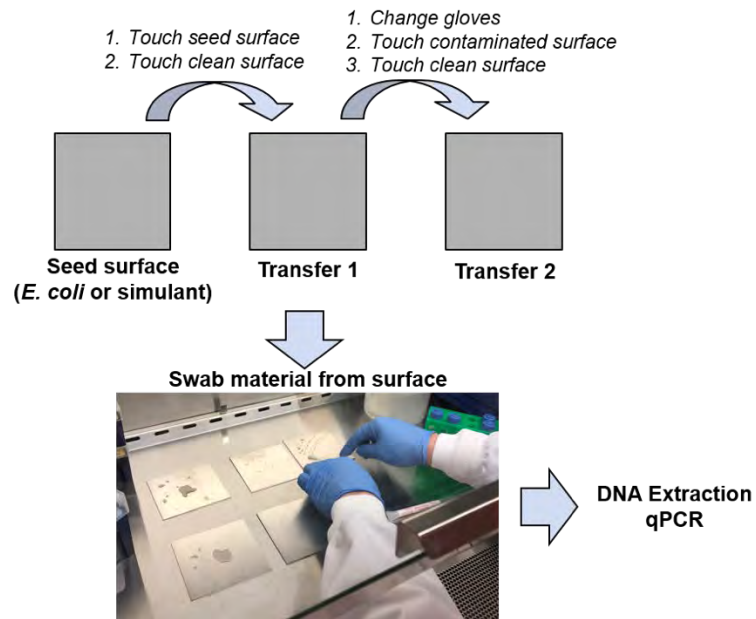 1. Touch seed surface
2. Touch clean surface
1. Change gloves
2. Touch contaminated surface
3. Touch clean surface
Seed surface
(E. coli or simulant)
Transfer 1
Transfer 2
Swab material from surface
DNA Extraction
qPCR